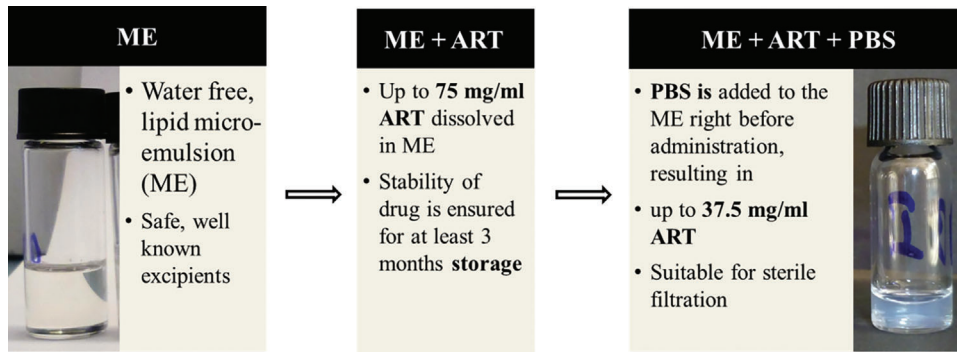 ME
• Water free,
lipid micro-
emulsion
(ME)
• Safe, well
known
excipients
ME + ART
• Up to 75 mg/ml
ART dissolved
in ME
• Stability of
drug is ensured
for at least 3
months storage
ME + ART + PBS
• PBS is added to the
ME right before
administration,
resulting in
• up to 37.5 mg/ml
ART
• Suitable for sterile
filtration